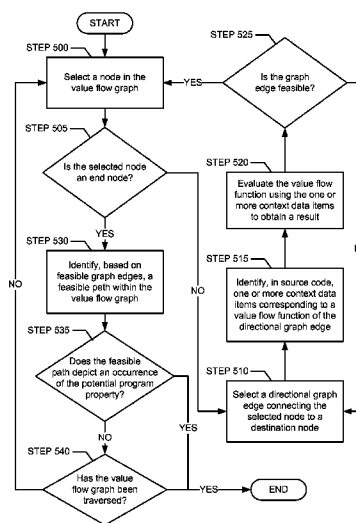 START
STEP 500
Select a node in the
value flow graph
STEP 505
Is the selected node
an end node?
YES
STEP 530
Identify, based on
feasible graph edges, a
feasible path within the
value flow graph
STEP 535
Does the feasible
path depict an occurrence
of the potential program
property?
NO
YES
STEP 540
Has the value
flow graph been
traversed?
YES
END
NO
NO
STEP 525
Is the graph
edge feasible?
YES
STEP 520
Evaluate the value flow
function using the one or
more context data items
to obtain a result
STEP 515
Identify, in source code,
one or more context data
items corresponding to a
value flow function of the
directional graph edge
STEP 510
Select a directional graph
edge connecting the
selected node to a
destination node